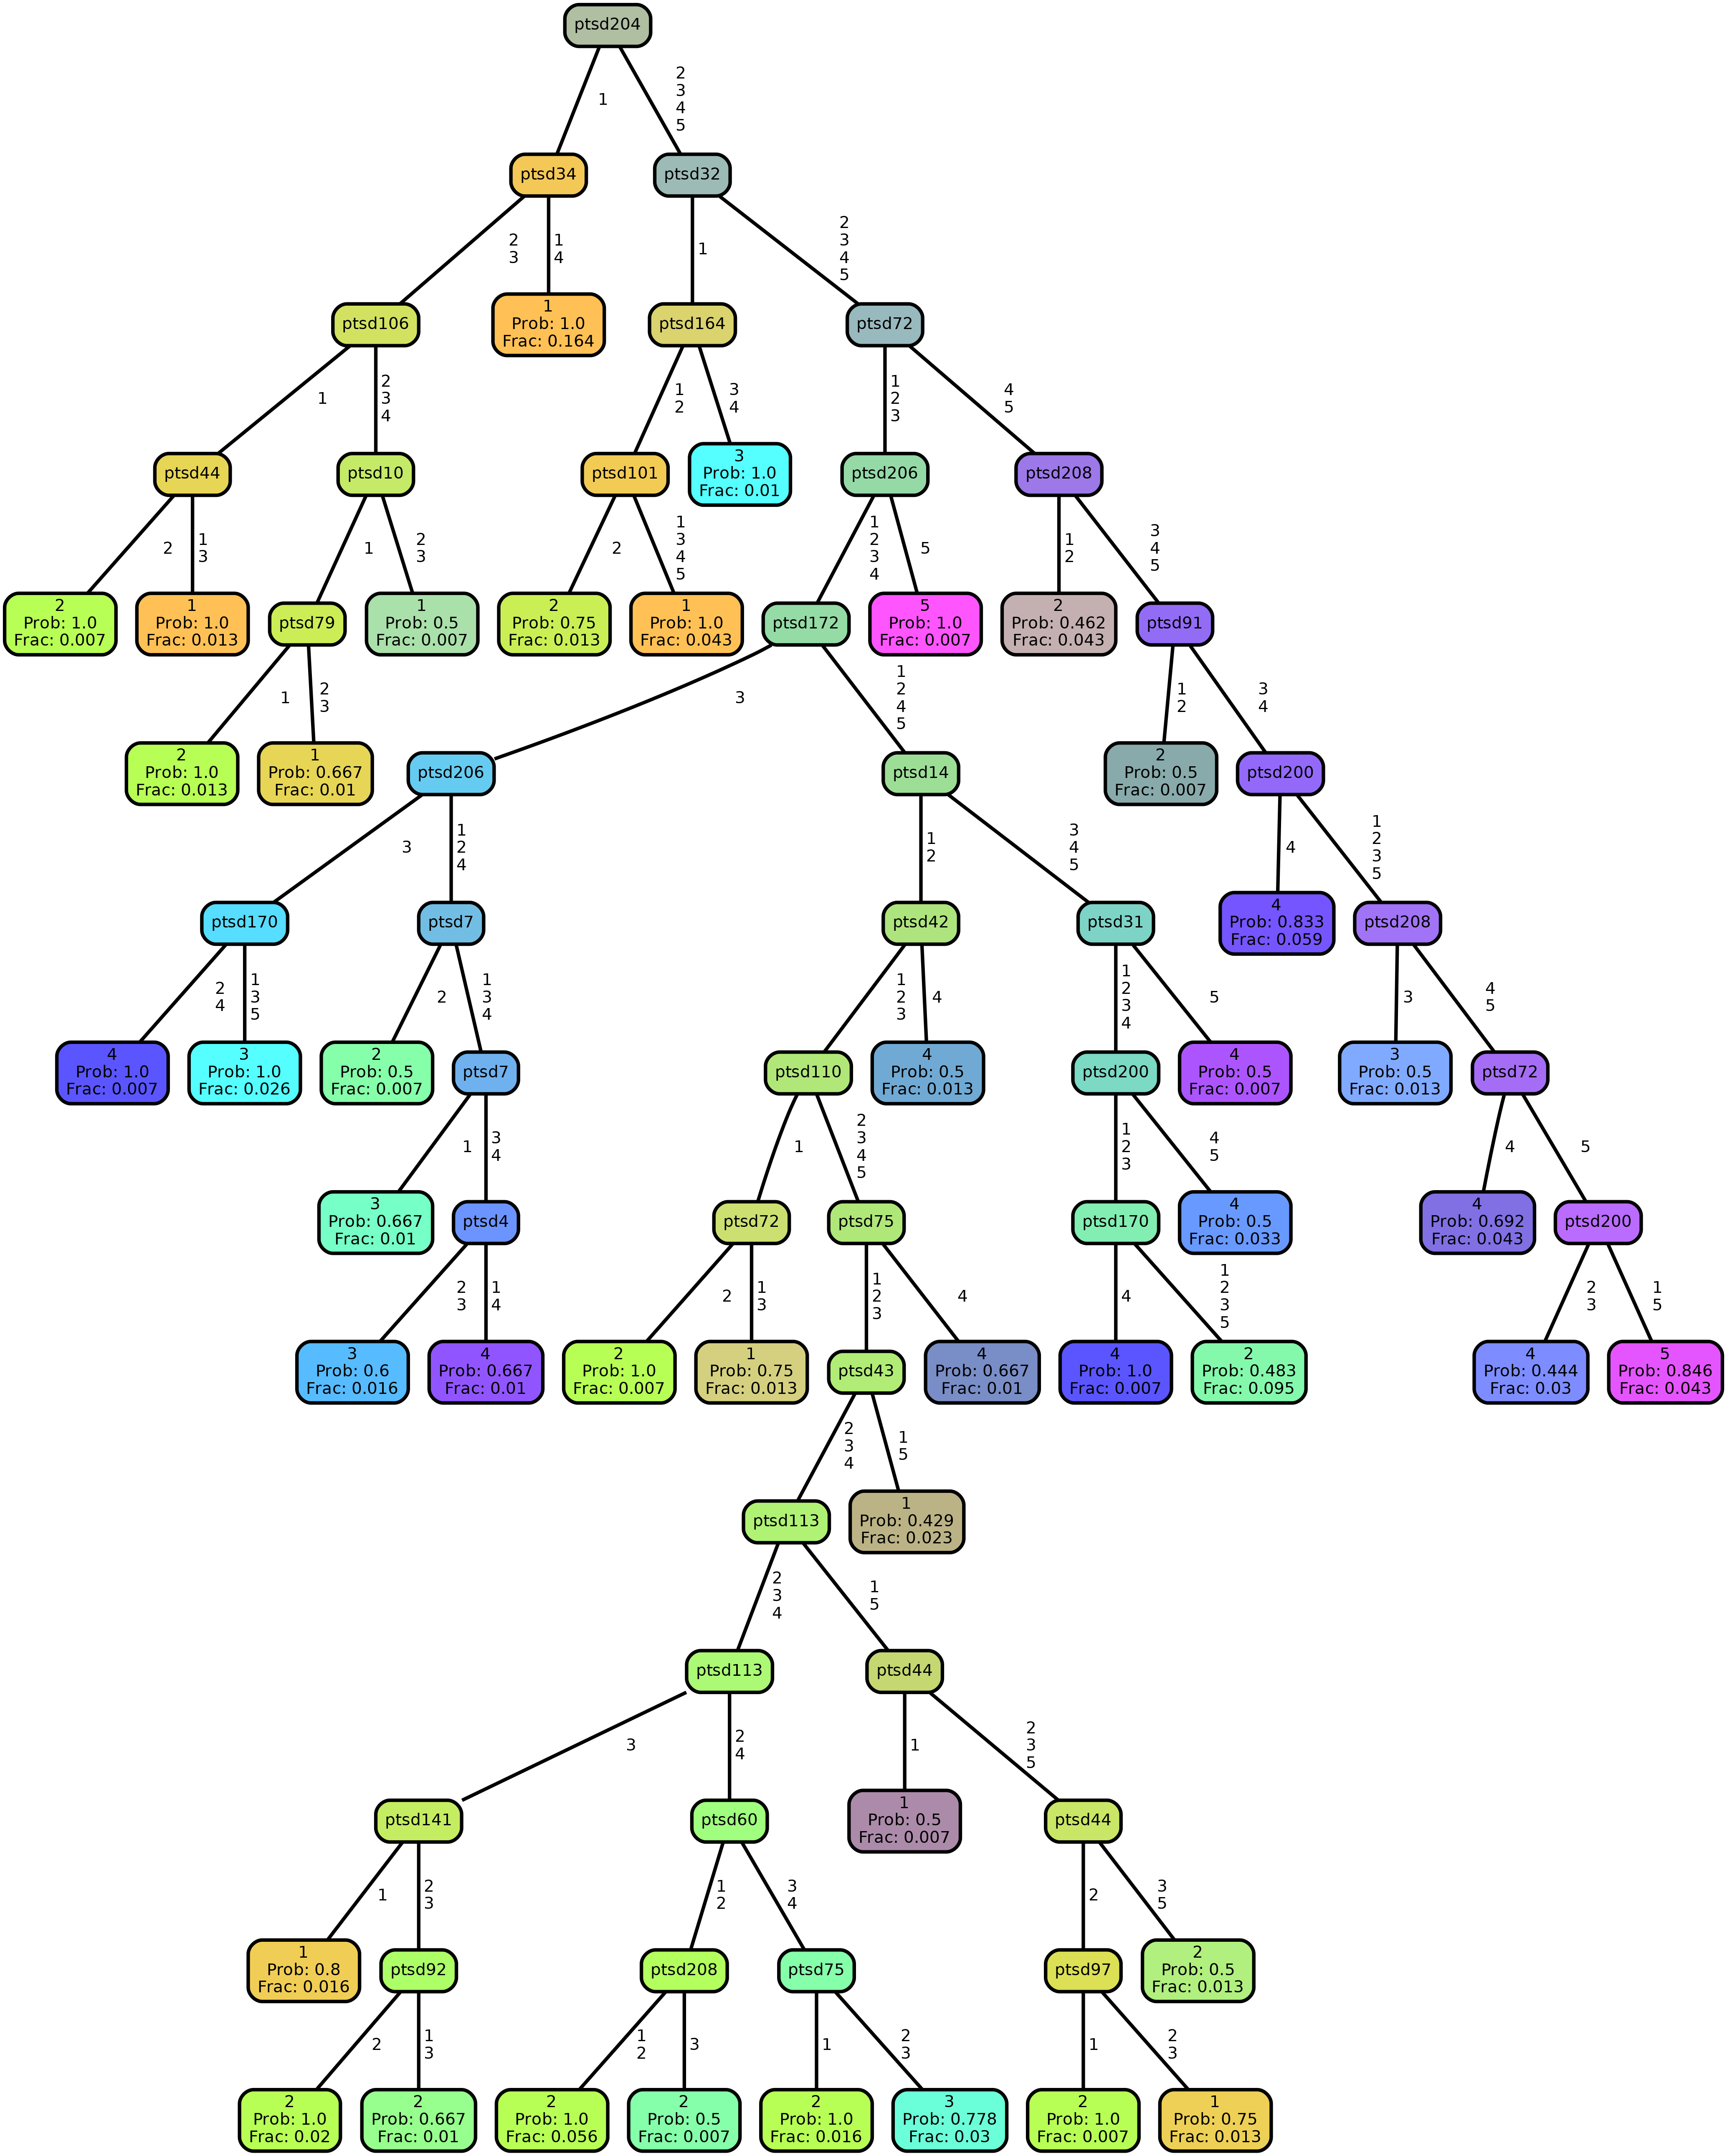 ptsd204
1
2
3
4
5
ptsd34
ptsd32
2
3
1
4
1
2
3
4
5
ptsd106
1
Prob: 1.0
Frac: 0.164
ptsd164
ptsd72
1
2
3
4
1
2
3
4
1
2
3
4
5
ptsd44
ptsd10
ptsd101
3
Prob: 1.0
Frac: 0.01
ptsd206
ptsd208
2
1
3
1
2
3
2
1
3
4
5
1
2
3
4
5
1
2
3
4
5
2
Prob: 1.0
Frac: 0.007
1
Prob: 1.0
Frac: 0.013
ptsd79
1
Prob: 0.5
Frac: 0.007
2
Prob: 0.75
Frac: 0.013
1
Prob: 1.0
Frac: 0.043
ptsd172
5
Prob: 1.0
Frac: 0.007
2
Prob: 0.462
Frac: 0.043
ptsd91
1
2
3
3
1
2
4
5
1
2
3
4
2
Prob: 1.0
Frac: 0.013
1
Prob: 0.667
Frac: 0.01
ptsd206
ptsd14
2
Prob: 0.5
Frac: 0.007
ptsd200
3
1
2
4
1
2
3
4
5
4
1
2
3
5
ptsd170
ptsd7
ptsd42
ptsd31
4
Prob: 0.833
Frac: 0.059
ptsd208
2
4
1
3
5
2
1
3
4
1
2
3
4
1
2
3
4
5
3
4
5
4
Prob: 1.0
Frac: 0.007
3
Prob: 1.0
Frac: 0.026
2
Prob: 0.5
Frac: 0.007
ptsd7
ptsd110
4
Prob: 0.5
Frac: 0.013
ptsd200
4
Prob: 0.5
Frac: 0.007
3
Prob: 0.5
Frac: 0.013
ptsd72
1
3
4
1
2
3
4
5
1
2
3
4
5
4
5
3
Prob: 0.667
Frac: 0.01
ptsd4
ptsd72
ptsd75
ptsd170
4
Prob: 0.5
Frac: 0.033
4
Prob: 0.692
Frac: 0.043
ptsd200
2
3
1
4
2
1
3
1
2
3
4
4
1
2
3
5
2
3
1
5
3
Prob: 0.6
Frac: 0.016
4
Prob: 0.667
Frac: 0.01
2
Prob: 1.0
Frac: 0.007
1
Prob: 0.75
Frac: 0.013
ptsd43
4
Prob: 0.667
Frac: 0.01
4
Prob: 1.0
Frac: 0.007
2
Prob: 0.483
Frac: 0.095
4
Prob: 0.444
Frac: 0.03
5
Prob: 0.846
Frac: 0.043
2
3
4
1
5
ptsd113
1
Prob: 0.429
Frac: 0.023
2
3
4
1
5
ptsd113
ptsd44
3
2
4
1
2
3
5
ptsd141
ptsd60
1
Prob: 0.5
Frac: 0.007
ptsd44
1
2
3
1
2
3
4
2
3
5
1
Prob: 0.8
Frac: 0.016
ptsd92
ptsd208
ptsd75
ptsd97
2
Prob: 0.5
Frac: 0.013
2
1
3
1
2
3
1
2
3
1
2
3
2
Prob: 1.0
Frac: 0.02
2
Prob: 0.667
Frac: 0.01
2
Prob: 1.0
Frac: 0.056
2
Prob: 0.5
Frac: 0.007
2
Prob: 1.0
Frac: 0.016
3
Prob: 0.778
Frac: 0.03
2
Prob: 1.0
Frac: 0.007
1
Prob: 0.75
Frac: 0.013